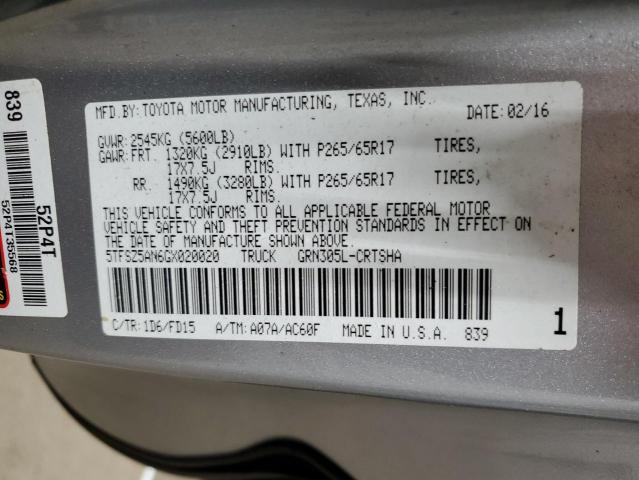 MFD.BY:TOYOTA MOTOR MANUFACTURING, TEXAS, INC.
DATE:02/16
GVWR:2545KG (5600LB)
GAWR:FRT. 1320KG (2910LB) WITH P265/65R17 TIRES,
17X7.5J RIMS.
RR. 1490KG (3280LB) WITH P265/65R17 TIRES,
17X7.5J RIMS.
THIS VEHICLE CONFORMS TO ALL APPLICABLE FEDERAL MOTOR
VEHICLE SAFETY AND THEFT PREVENTION STANDARDS IN EFFECT ON THE
DATE OF MANUFACTURE SHOWN ABOVE.
5TFSZ5AN6GX020020 TRUCK GRN305L-CRTSHA
C/TR:1D6/FD15 A/TM:A07A/AC60F MADE IN U.S.A. 839
1
839
52P4T
52P4T35568